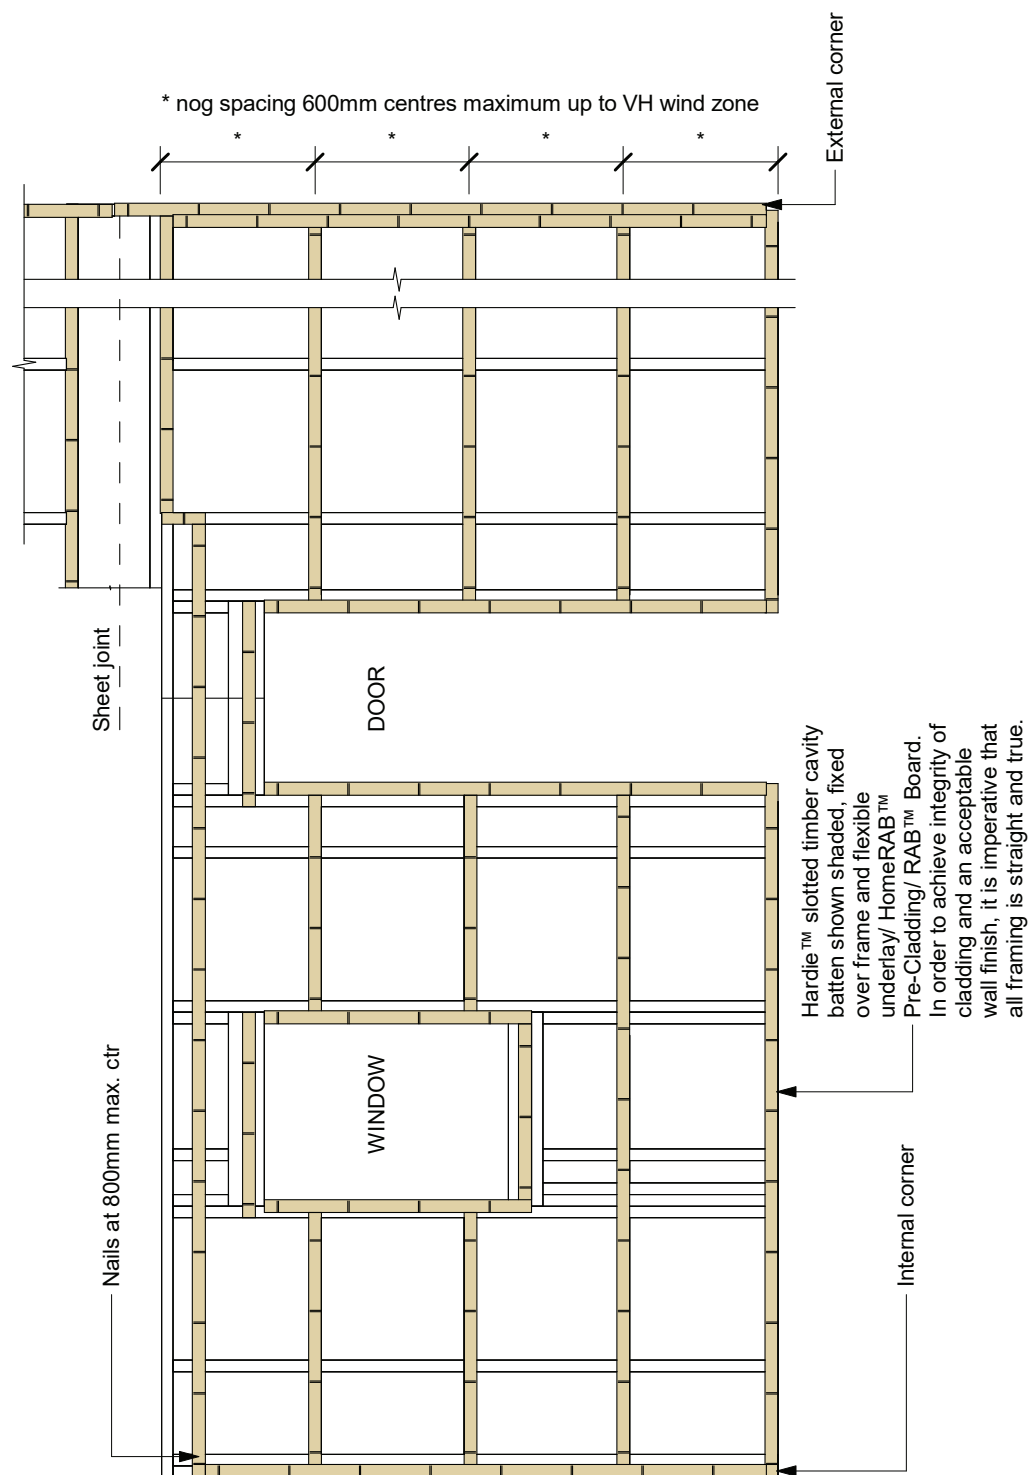 * nog spacing 600mm centres maximum up to VH wind zone
* * * *
External corner
Sheet joint
DOOR
Hardie™ slotted timber cavity
batten shown shaded, fixed
over frame and flexible
underlay/ HomeRAB™
Pre-Cladding/ RAB™ Board.
In order to achieve integrity of
cladding and an acceptable
wall finish, it is imperative that
all framing is straight and true.
WINDOW
Nails at 800mm max. ctr
Internal corner